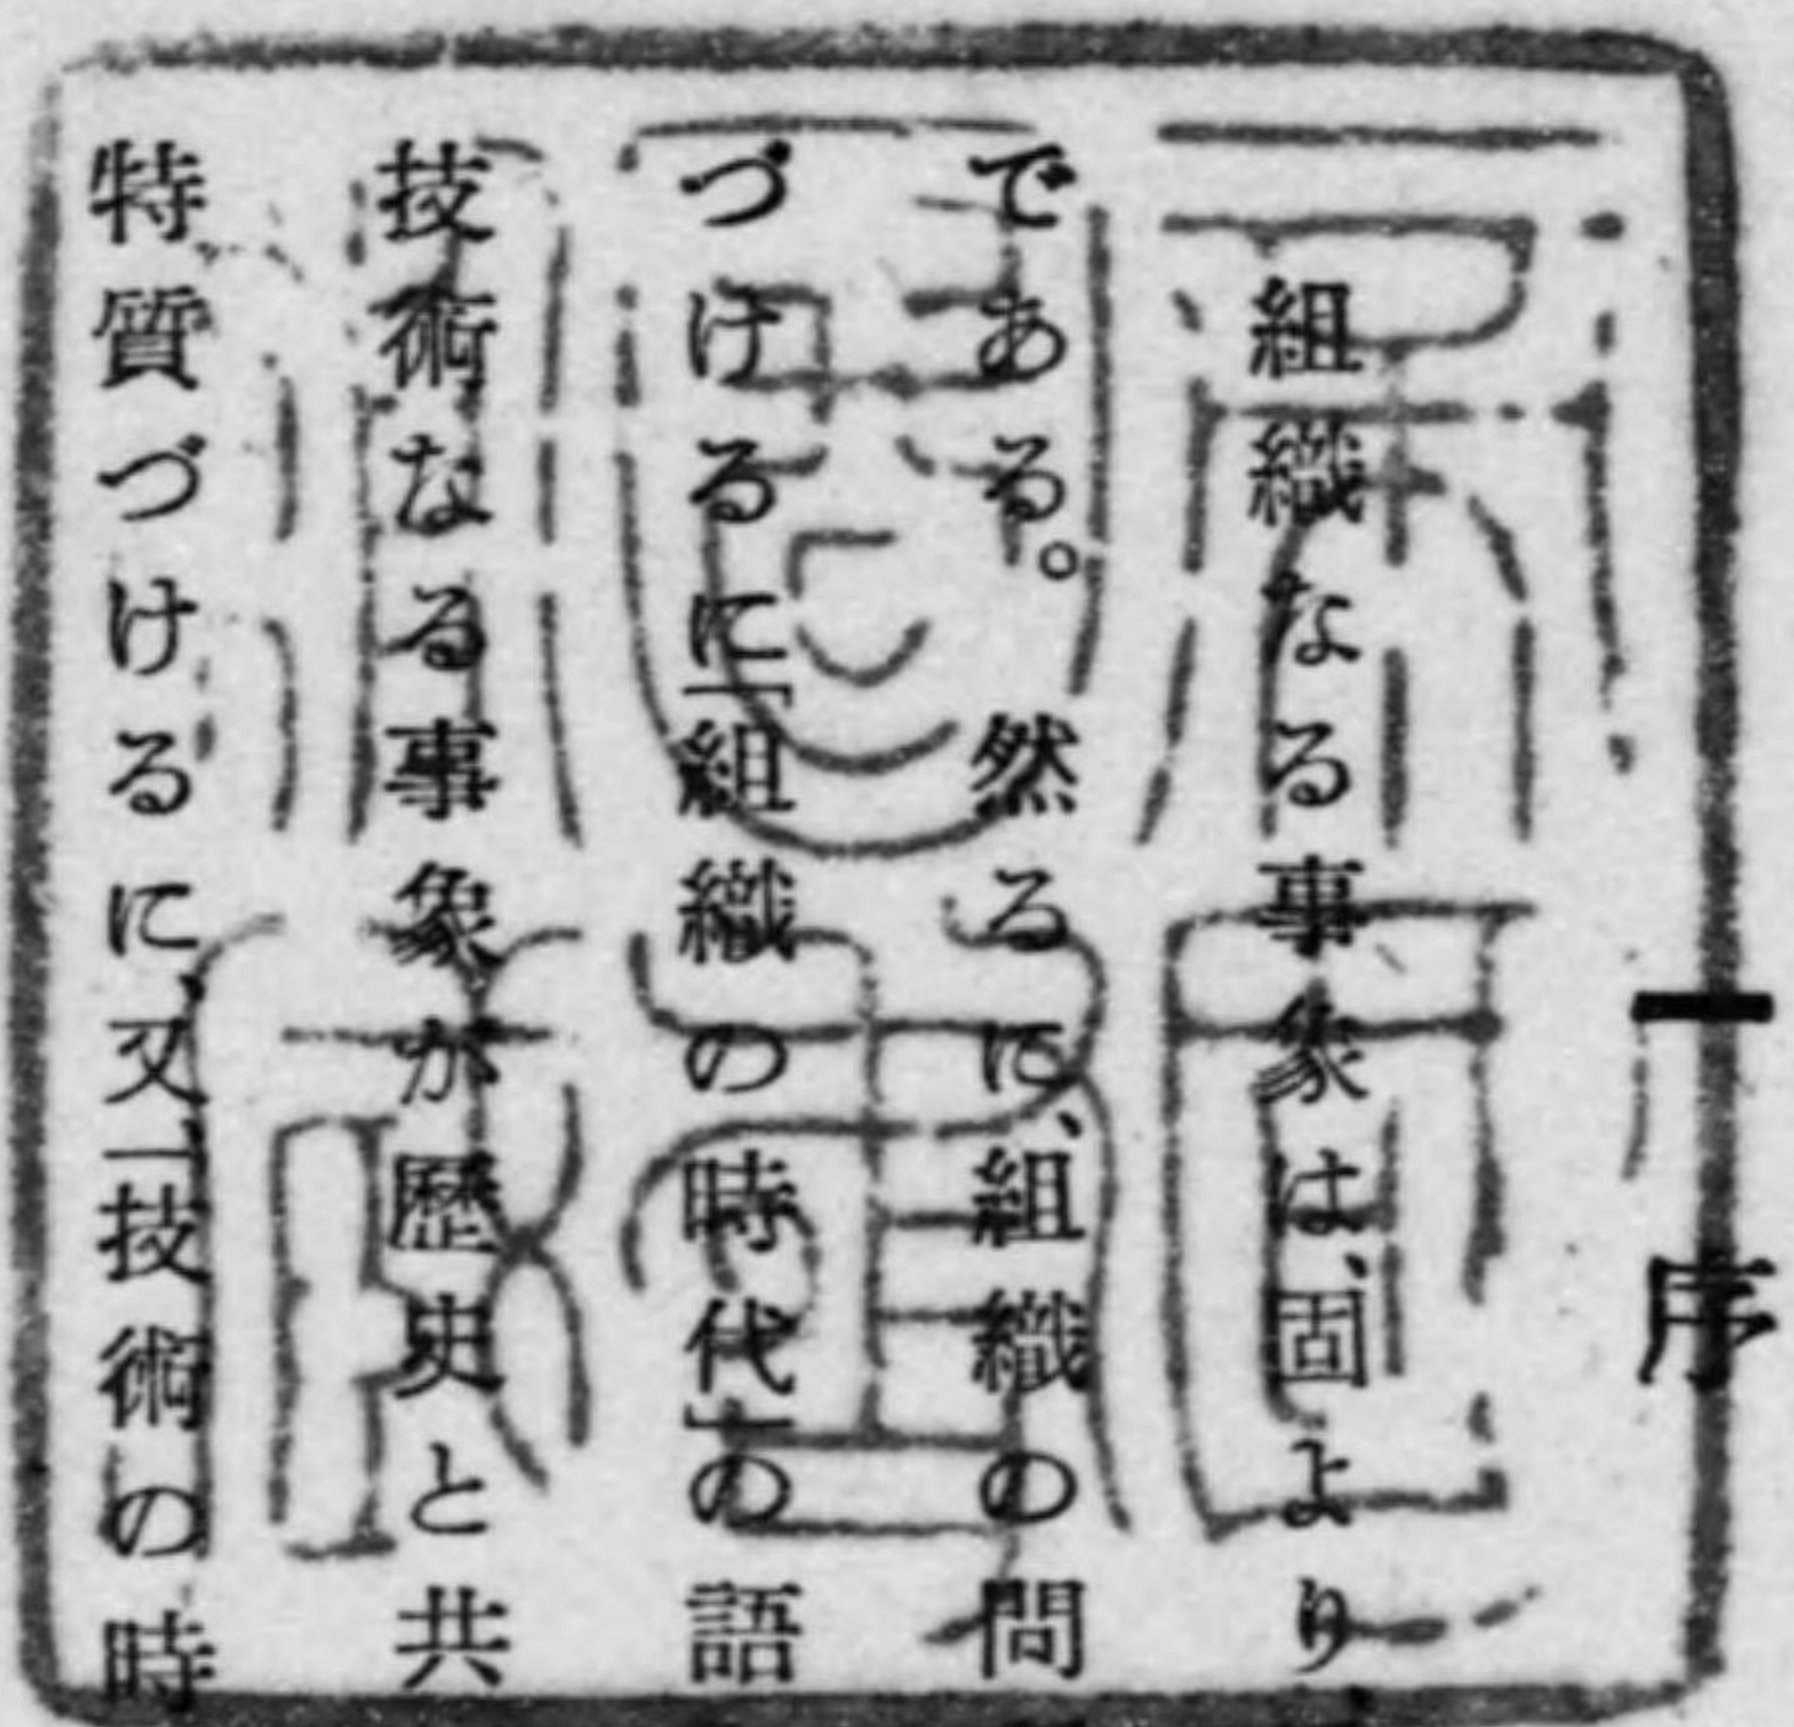 一 序
組織なる事象は、固より
である。然るに、組織の問
づけるに「組織の時代」の語
技術なる事象が歷史と共
特質づけるに、又「技術の時